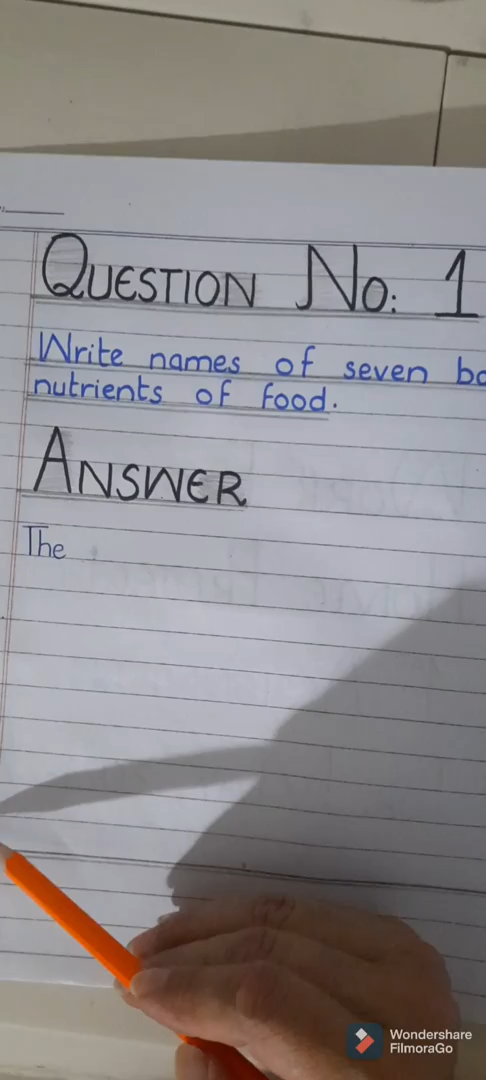 QUESTION No: 1
Write names of seven
nutrients of food.
ANSWER
The
Wondershare
FilmoraGo